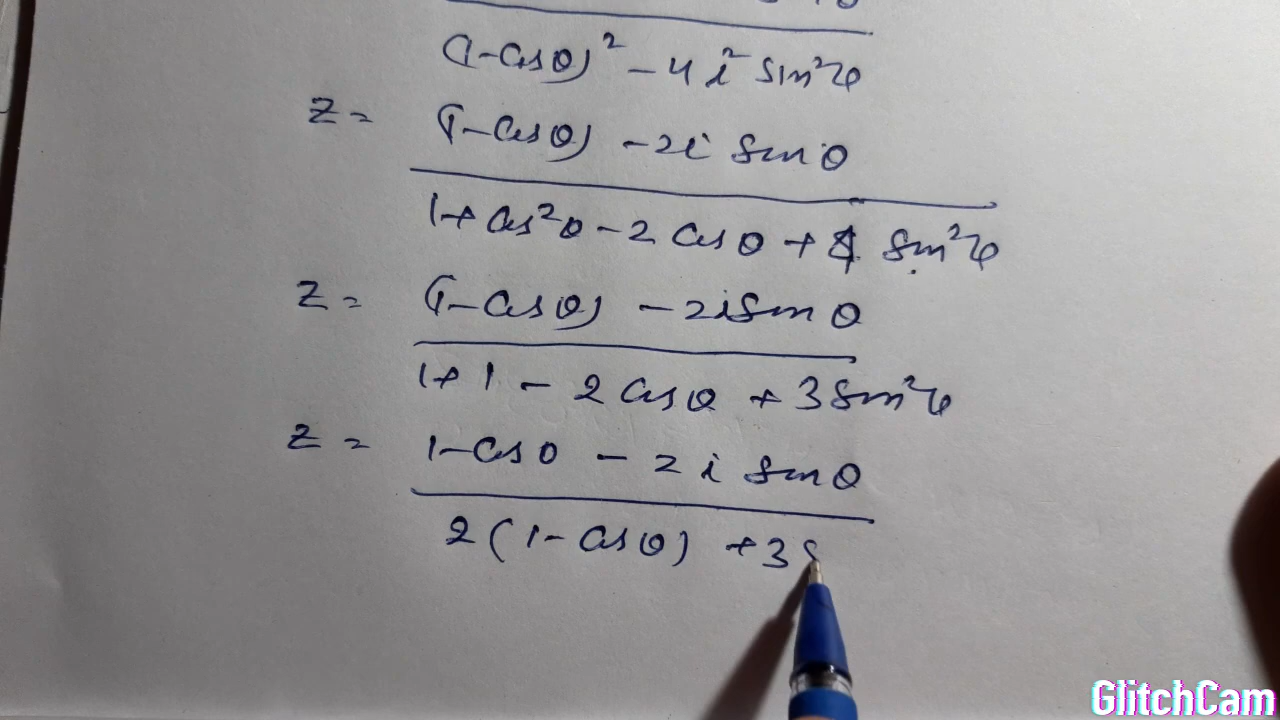 (1-cosθ)² - 4i² sin²θ
z = (1-cosθ) - 2i sinθ
1+cos²θ - 2cosθ + 4 sin²θ
z = (1-cosθ) - 2i sinθ
1+1 - 2cosθ + 3sin²θ
z = 1-cosθ - 2i sinθ
2(1-cosθ) + 3s
GlitchCam